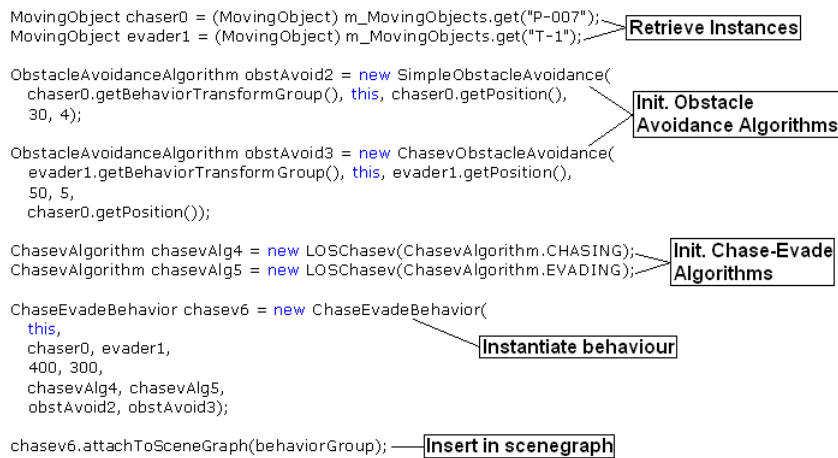 MovingObject chaser0 = (MovingObject) m_MovingObjects.get("P-007");
MovingObject evader1 = (MovingObject) m_MovingObjects.get("T-1");
Retrieve Instances
ObstacleAvoidanceAlgorithm obstAvoid2 = new SimpleObstacleAvoidance(
chaser0.getBehaviorTransformGroup(), this, chaser0.getPosition(),
30, 4);
Init. Obstacle
Avoidance Algorithms
ObstacleAvoidanceAlgorithm obstAvoid3 = new ChasevObstacleAvoidance(
evader1.getBehaviorTransformGroup(), this, evader1.getPosition(),
50, 5,
chaser0.getPosition());
ChasevAlgorithm chasevAlg4 = new LOSChasev(ChasevAlgorithm.CHASING);
ChasevAlgorithm chasevAlg5 = new LOSChasev(ChasevAlgorithm.EVADING);
Init. Chase-Evade
Algorithms
ChaseEvadeBehavior chasev6 = new ChaseEvadeBehavior(
this,
chaser0, evader1,
400, 300,
chasevAlg4, chasevAlg5,
obstAvoid2, obstAvoid3);
Instantiate behaviour
chasev6.attachToSceneGraph(behaviorGroup);
Insert in scenegraph